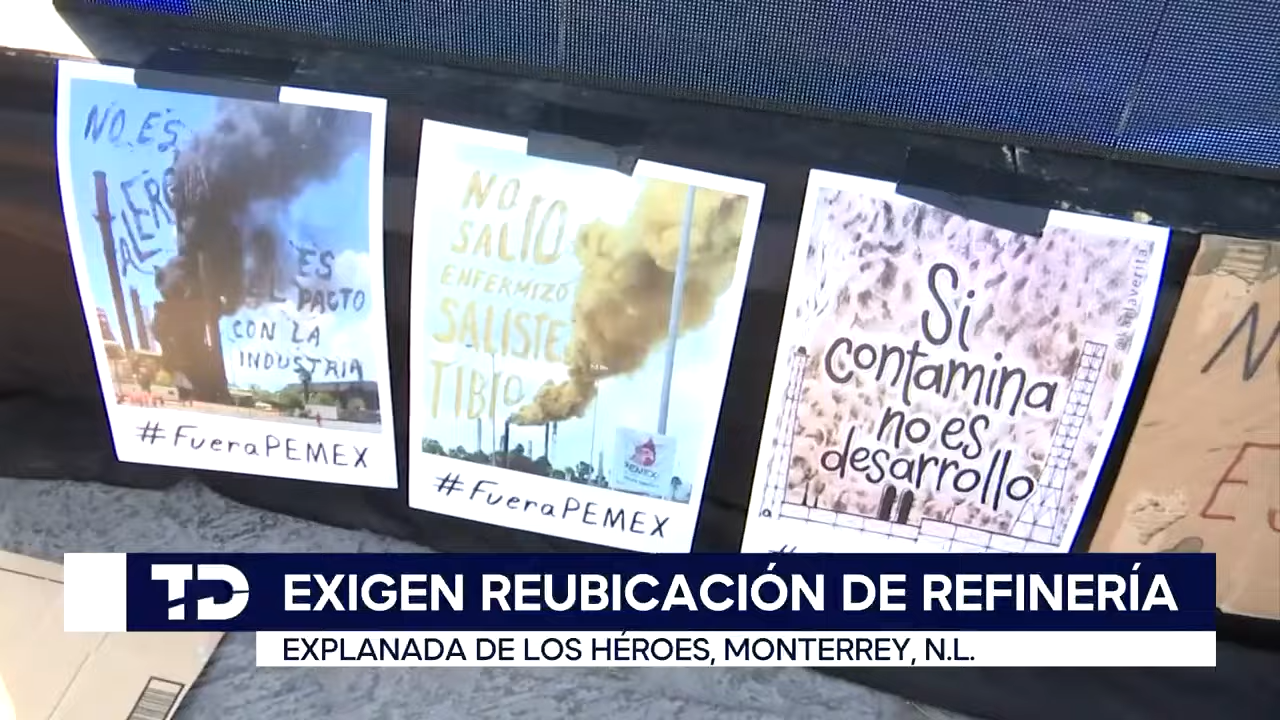 NO ES
ALERGIA
ES
EL PACTO
CON LA
INDUSTRIA
#FueraPEMEX
NO
SALIÓ
ENFERMIZO
SALISTE
TIBIO
PEMEX
#FueraPEMEX
Si
contamina
no es
desarrollo
N
E
TD
EXIGEN REUBICACIÓN DE REFINERÍA
EXPLANADA DE LOS HÉROES, MONTERREY, N.L.